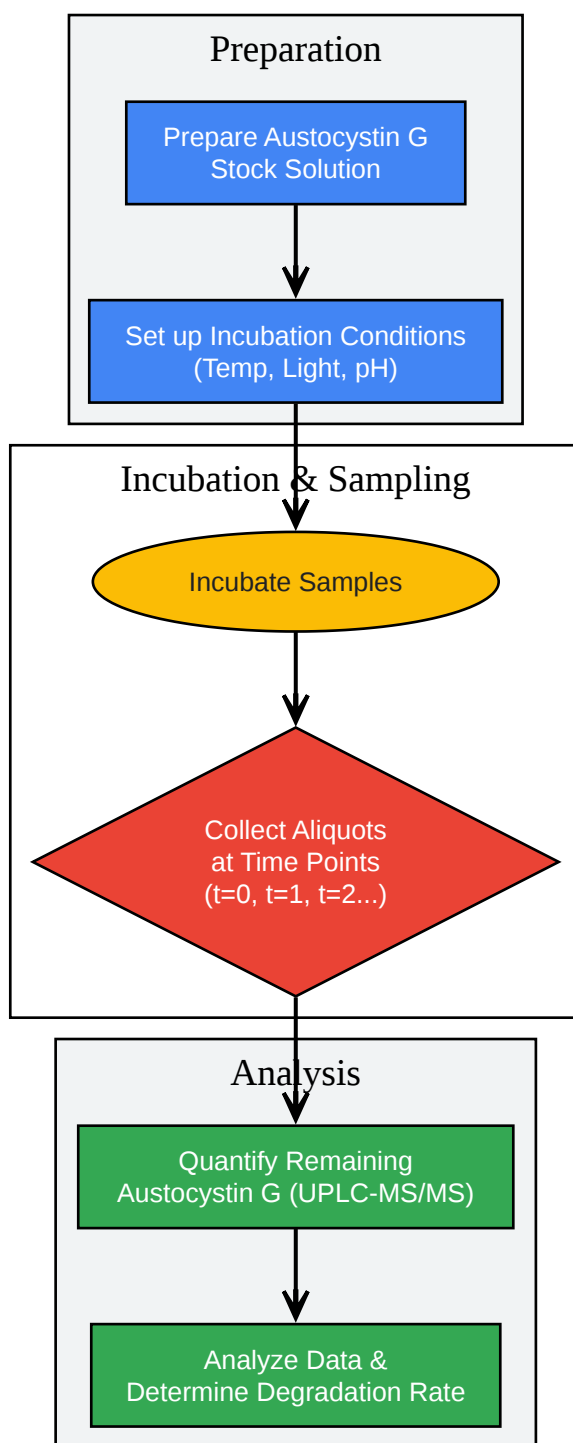 Preparation
Prepare Austocystin G
Stock Solution
Set up Incubation Conditions
(Temp, Light, pH)
Incubation & Sampling
Incubate Samples
Collect Aliquots
at Time Points
(t=0, t=1, t=2...)
Analysis
Quantify Remaining
Austocystin G (UPLC-MS/MS)
Analyze Data &
Determine Degradation Rate